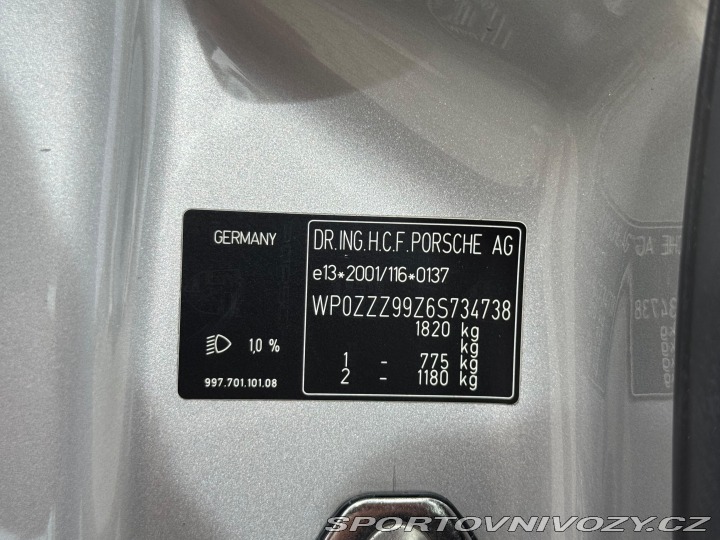 GERMANY
DR.ING.H.C.F.PORSCHE AG
e13*2001/116*0137
WP0ZZZ99Z6S734738
1820 kg
kg
1,0 %
1 - 775 kg
2 - 1180 kg
997.701.101.08
SPORTOVNIVOZY.CZ